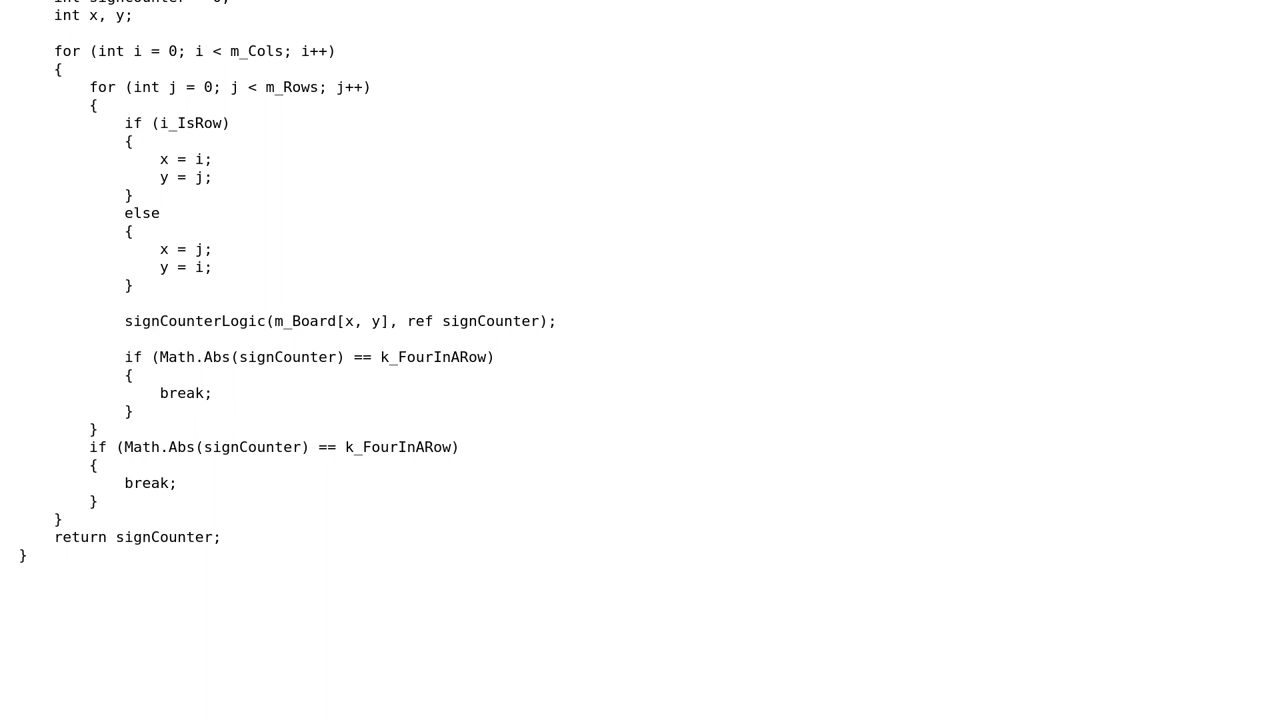 int x, y;
for (int i = 0; i < m_Cols; i++)
{
for (int j = 0; j < m_Rows; j++)
{
if (i_IsRow)
{
x = i;
y = j;
}
else
{
x = j;
y = i;
}
signCounterLogic(m_Board[x, y], ref signCounter);
if (Math.Abs(signCounter) == k_FourInARow)
{
break;
}
}
if (Math.Abs(signCounter) == k_FourInARow)
{
break;
}
}
return signCounter;
}